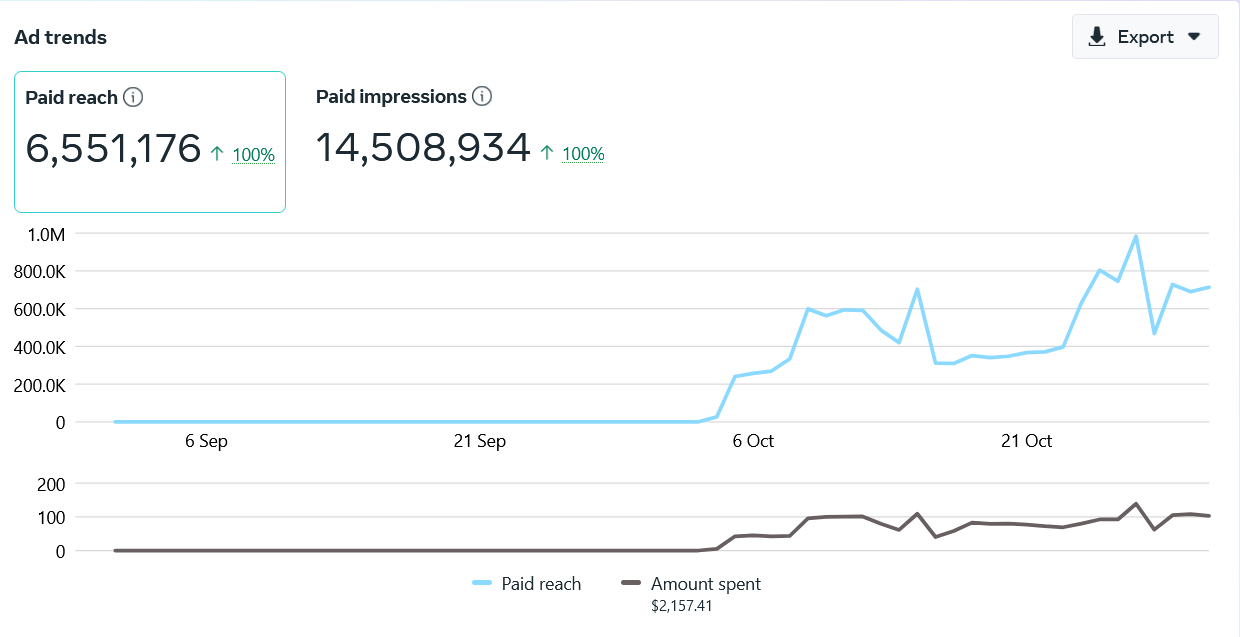 Ad trends
Export
Paid reach
6,551,176 ↑ 100%
Paid impressions
14,508,934 ↑ 100%
1.0M
800.0K
600.0K
400.0K
200.0K
0
6 Sep 21 Sep 6 Oct 21 Oct
200
100
0
Paid reach Amount spent
$2,157.41